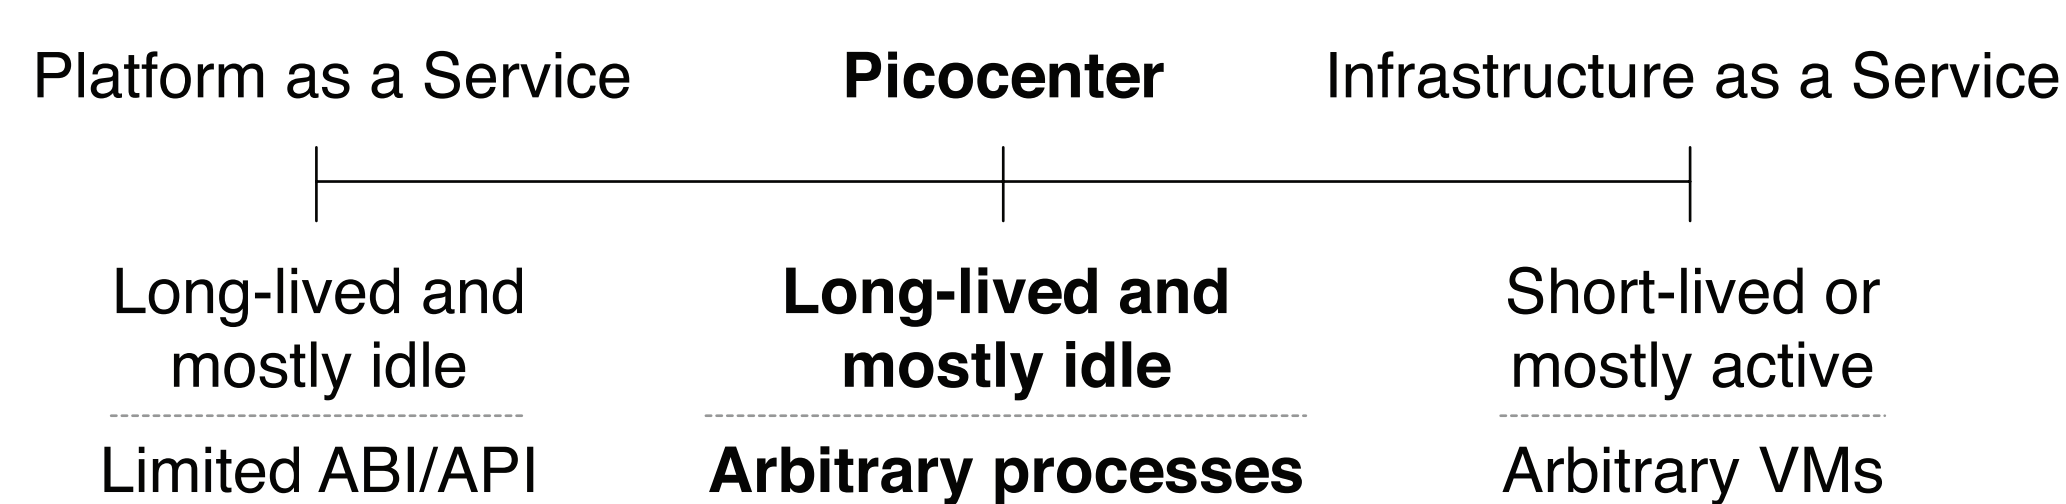 Platform as a Service Picocenter Infrastructure as a Service
Long-lived and Long-lived and Short-lived or
mostly idle mostly idle mostly active
Limited ABI/API Arbitrary processes Arbitrary VMs